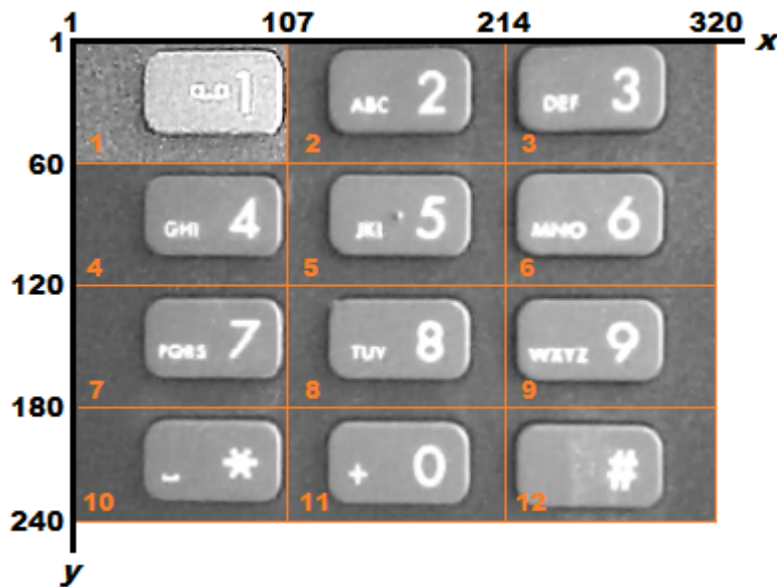 1 107 214 320 x
1
1
ABC 2
DEF 3
1 2 3
60
GHI 4
JKL 5
MNO 6
4 5 6
120
PQRS 7
TUV 8
WXYZ 9
7 8 9
180
*
+ 0
#
10 11 12
240
y